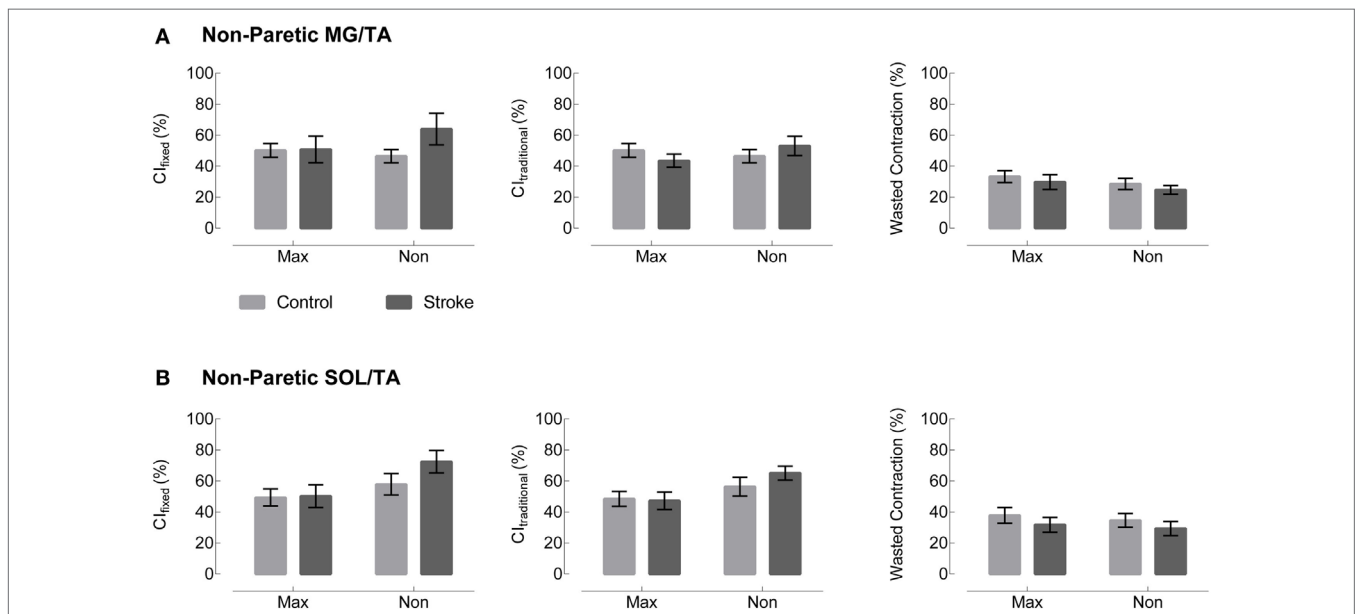 A Non-Paretic MG/TA
CIfixed (%)
100
80
60
40
20
0
Max Non
CItraditional (%)
100
80
60
40
20
0
Max Non
Wasted Contraction (%)
100
80
60
40
20
0
Max Non
Control Stroke
B Non-Paretic SOL/TA
CIfixed (%)
100
80
60
40
20
0
Max Non
CItraditional (%)
100
80
60
40
20
0
Max Non
Wasted Contraction (%)
100
80
60
40
20
0
Max Non